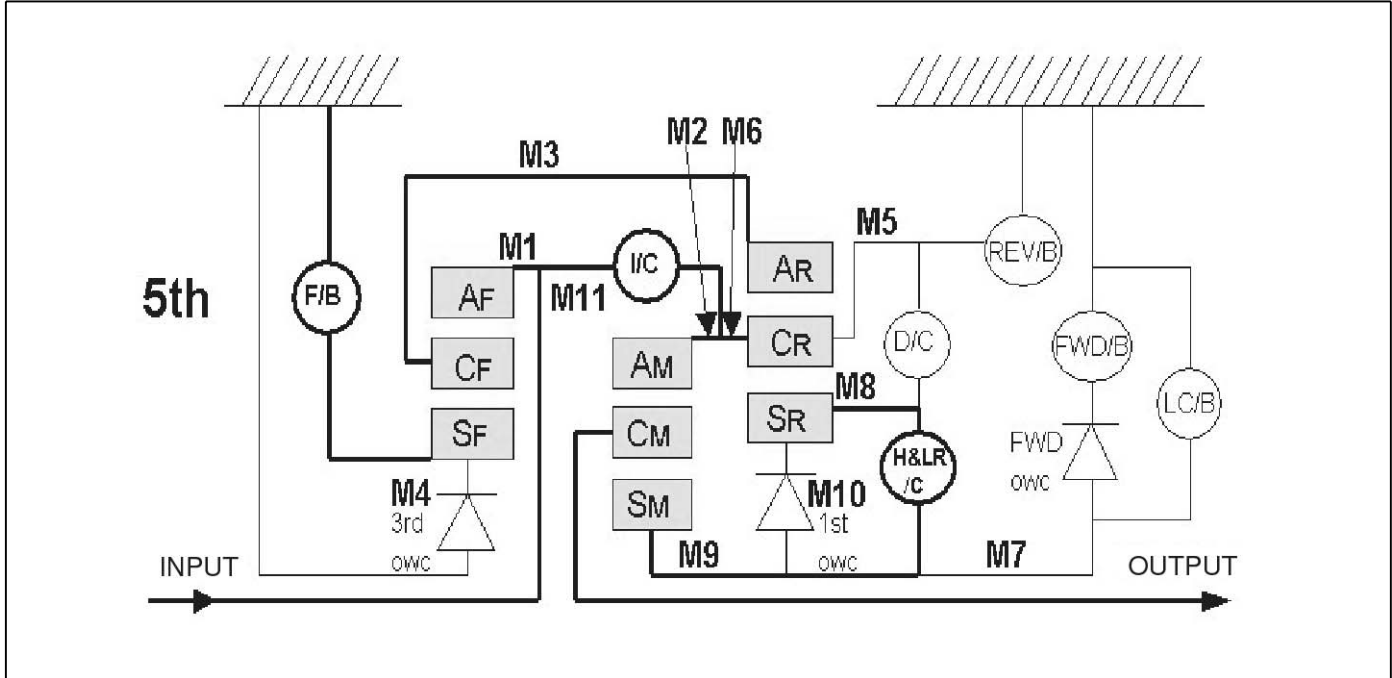 M2 M6
M3
M5
M1
I/C
AR
REV/B
5th
F/B
AF
M11
CR
D/C
FWD/B
CF
AM
M8
LC/B
SF
CM
SR
H&LR
/C
FWD
OWC
M4
3rd
OWC
SM
M10
1st
OWC
INPUT
M9
M7
OUTPUT